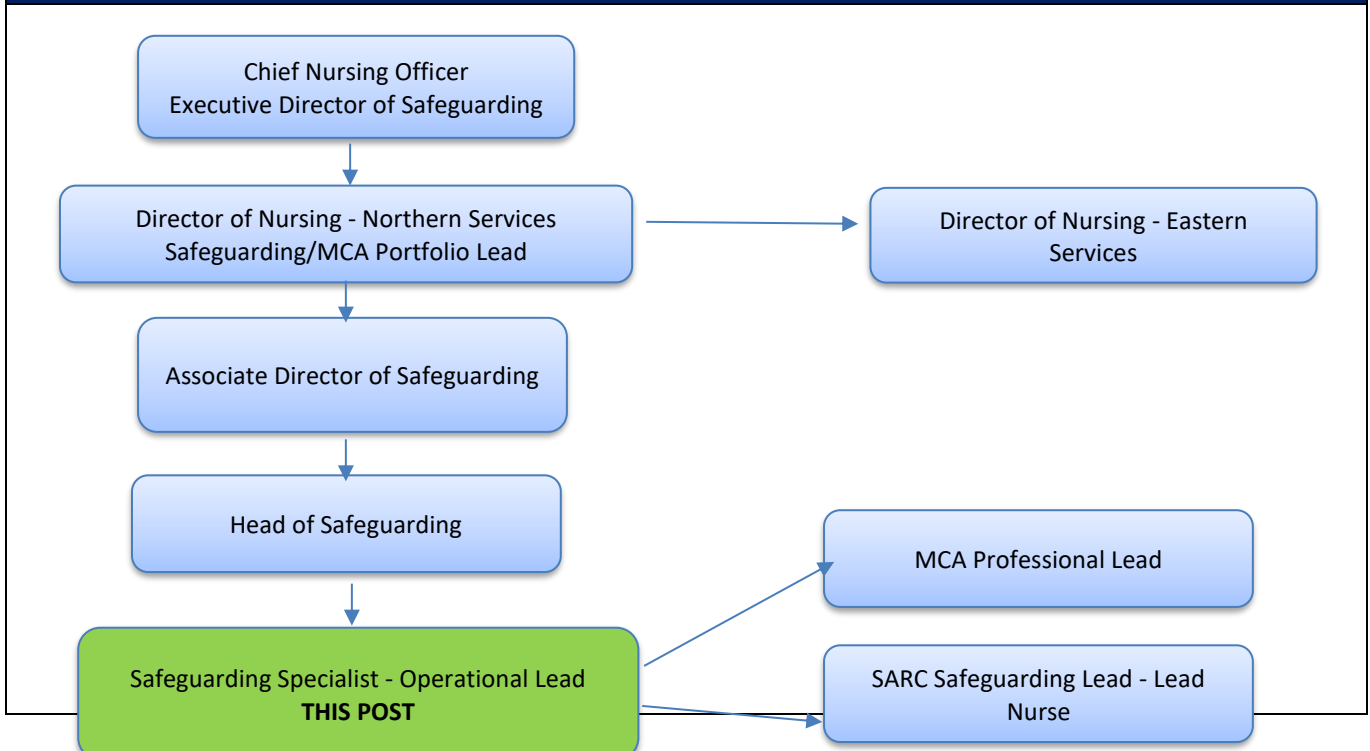 Chief Nursing Officer
Executive Director of Safeguarding
Director of Nursing - Northern Services
Safeguarding/MCA Portfolio Lead
Director of Nursing - Eastern
Services
Associate Director of Safeguarding
Head of Safeguarding
MCA Professional Lead
Safeguarding Specialist - Operational Lead
THIS POST
SARC Safeguarding Lead - Lead
Nurse